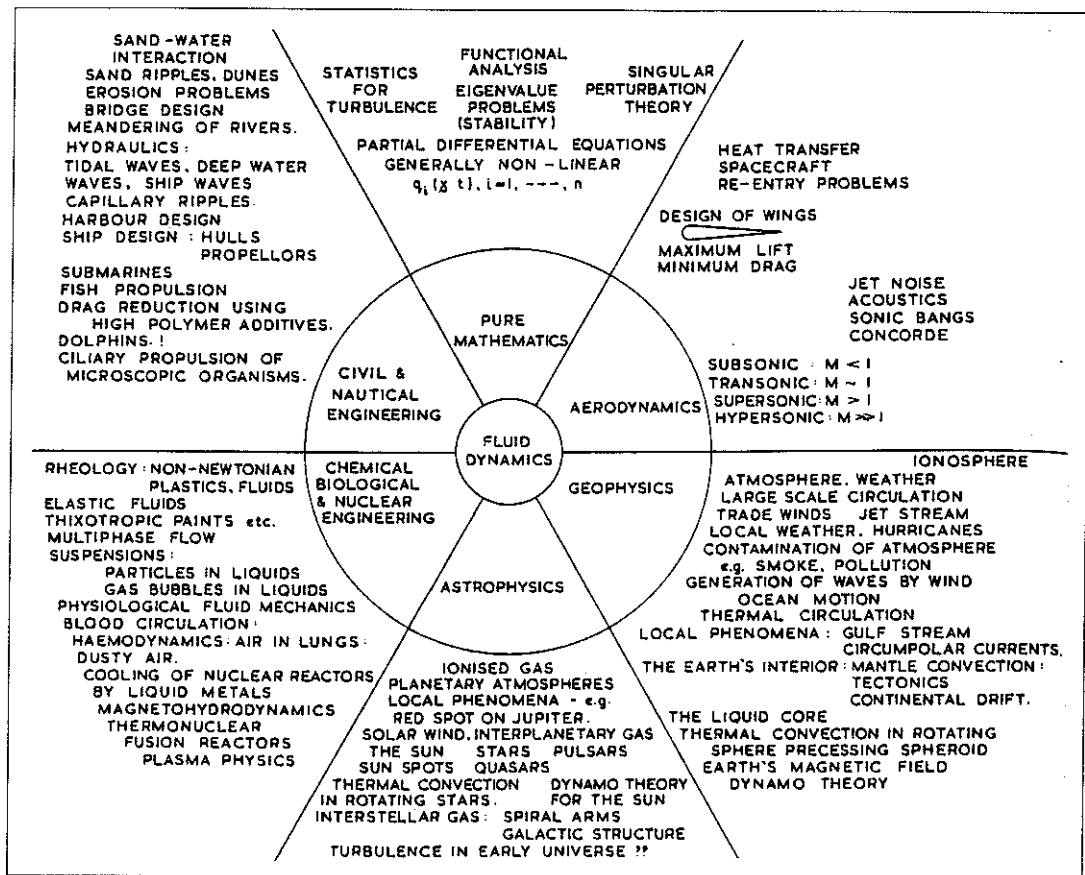 SAND-WATER
INTERACTION
SAND RIPPLES, DUNES
EROSION PROBLEMS
BRIDGE DESIGN
MEANDERING OF RIVERS.
HYDRAULICS:
TIDAL WAVES, DEEP WATER
WAVES, SHIP WAVES
CAPILLARY RIPPLES.
HARBOUR DESIGN
SHIP DESIGN : HULLS
PROPELLORS
SUBMARINES
FISH PROPULSION
DRAG REDUCTION USING
HIGH POLYMER ADDITIVES.
DOLPHINS. !
CILIARY PROPULSION OF
MICROSCOPIC ORGANISMS.
STATISTICS
FOR
TURBULENCE
FUNCTIONAL
ANALYSIS
EIGENVALUE
PROBLEMS
(STABILITY)
SINGULAR
PERTURBATION
THEORY
PARTIAL DIFFERENTIAL EQUATIONS
GENERALLY NON-LINEAR
qᵢ (x t), i=1, ---, n
HEAT TRANSFER
SPACECRAFT
RE-ENTRY PROBLEMS
DESIGN OF WINGS
MAXIMUM LIFT
MINIMUM DRAG
JET NOISE
ACOUSTICS
SONIC BANGS
CONCORDE
SUBSONIC : M < 1
TRANSONIC: M ~ 1
SUPERSONIC: M > 1
HYPERSONIC: M >> 1
PURE
MATHEMATICS
CIVIL &
NAUTICAL
ENGINEERING
AERODYNAMICS
FLUID
DYNAMICS
CHEMICAL
BIOLOGICAL
& NUCLEAR
ENGINEERING
GEOPHYSICS
ASTROPHYSICS
RHEOLOGY : NON-NEWTONIAN
PLASTICS, FLUIDS
ELASTIC FLUIDS
THIXOTROPIC PAINTS etc.
MULTIPHASE FLOW
SUSPENSIONS :
PARTICLES IN LIQUIDS
GAS BUBBLES IN LIQUIDS
PHYSIOLOGICAL FLUID MECHANICS
BLOOD CIRCULATION :
HAEMODYNAMICS: AIR IN LUNGS:
DUSTY AIR.
COOLING OF NUCLEAR REACTORS
BY LIQUID METALS
MAGNETOHYDRODYNAMICS
THERMONUCLEAR
FUSION REACTORS
PLASMA PHYSICS
IONISED GAS
PLANETARY ATMOSPHERES
LOCAL PHENOMENA - e.g.
RED SPOT ON JUPITER.
SOLAR WIND, INTERPLANETARY GAS
THE SUN STARS PULSARS
SUN SPOTS QUASARS
THERMAL CONVECTION DYNAMO THEORY
IN ROTATING STARS. FOR THE SUN
INTERSTELLAR GAS: SPIRAL ARMS
GALACTIC STRUCTURE
TURBULENCE IN EARLY UNIVERSE ??
IONOSPHERE
ATMOSPHERE, WEATHER
LARGE SCALE CIRCULATION
TRADE WINDS JET STREAM
LOCAL WEATHER, HURRICANES
CONTAMINATION OF ATMOSPHERE
e.g. SMOKE, POLLUTION
GENERATION OF WAVES BY WIND
OCEAN MOTION
THERMAL CIRCULATION
LOCAL PHENOMENA : GULF STREAM
CIRCUMPOLAR CURRENTS.
THE EARTH'S INTERIOR : MANTLE CONVECTION :
TECTONICS
CONTINENTAL DRIFT.
THE LIQUID CORE
THERMAL CONVECTION IN ROTATING
SPHERE PRECESSING SPHEROID
EARTH'S MAGNETIC FIELD
DYNAMO THEORY